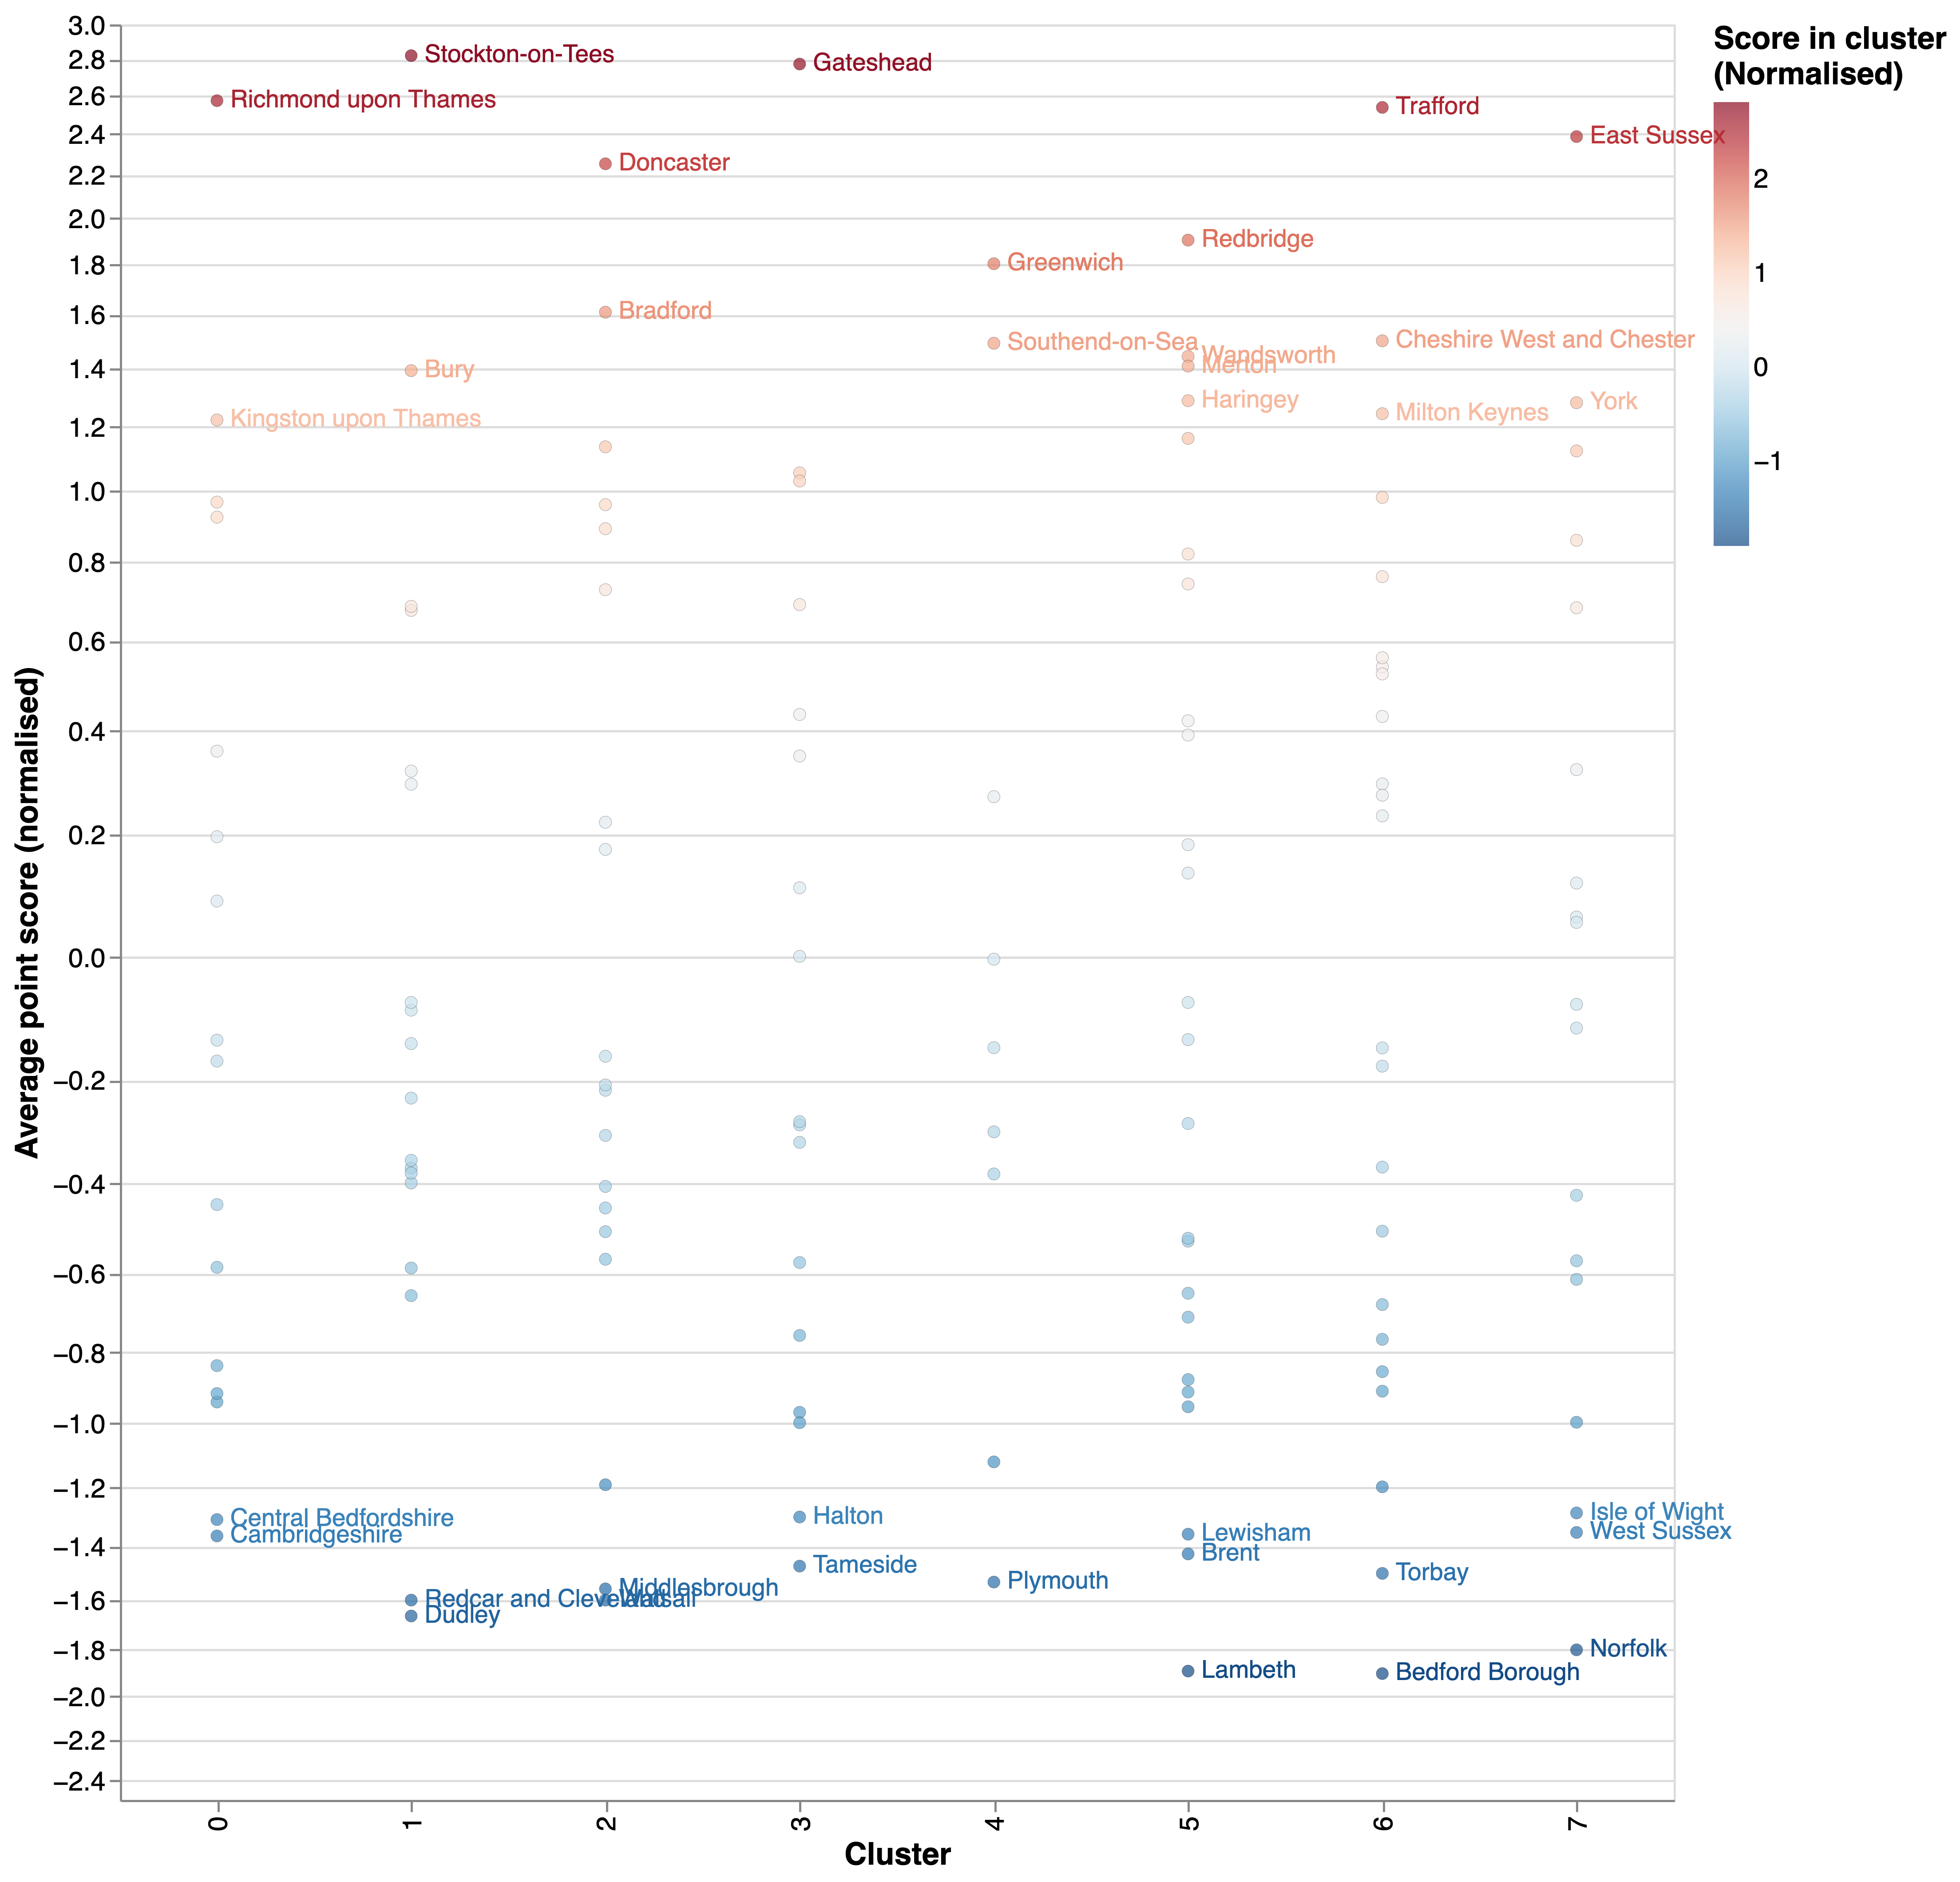 Score in cluster
(Normalised)
2
1
0
−1
Average point score (normalised)
3.0
2.8
2.6
2.4
2.2
2.0
1.8
1.6
1.4
1.2
1.0
0.8
0.6
0.4
0.2
0.0
−0.2
−0.4
−0.6
−0.8
−1.0
−1.2
−1.4
−1.6
−1.8
−2.0
−2.2
−2.4
Stockton-on-Tees
Gateshead
Richmond upon Thames
Trafford
East Sussex
Doncaster
Redbridge
Greenwich
Bradford
Southend-on-Sea
Cheshire West and Chester
Wandsworth
Merton
Bury
Haringey
York
Milton Keynes
Kingston upon Thames
Isle of Wight
Halton
Central Bedfordshire
West Sussex
Lewisham
Cambridgeshire
Brent
Tameside
Torbay
Plymouth
Middlesbrough
Redcar and Cleveland
Walsall
Dudley
Norfolk
Lambeth
Bedford Borough
0
1
2
3
4
5
6
7
Cluster